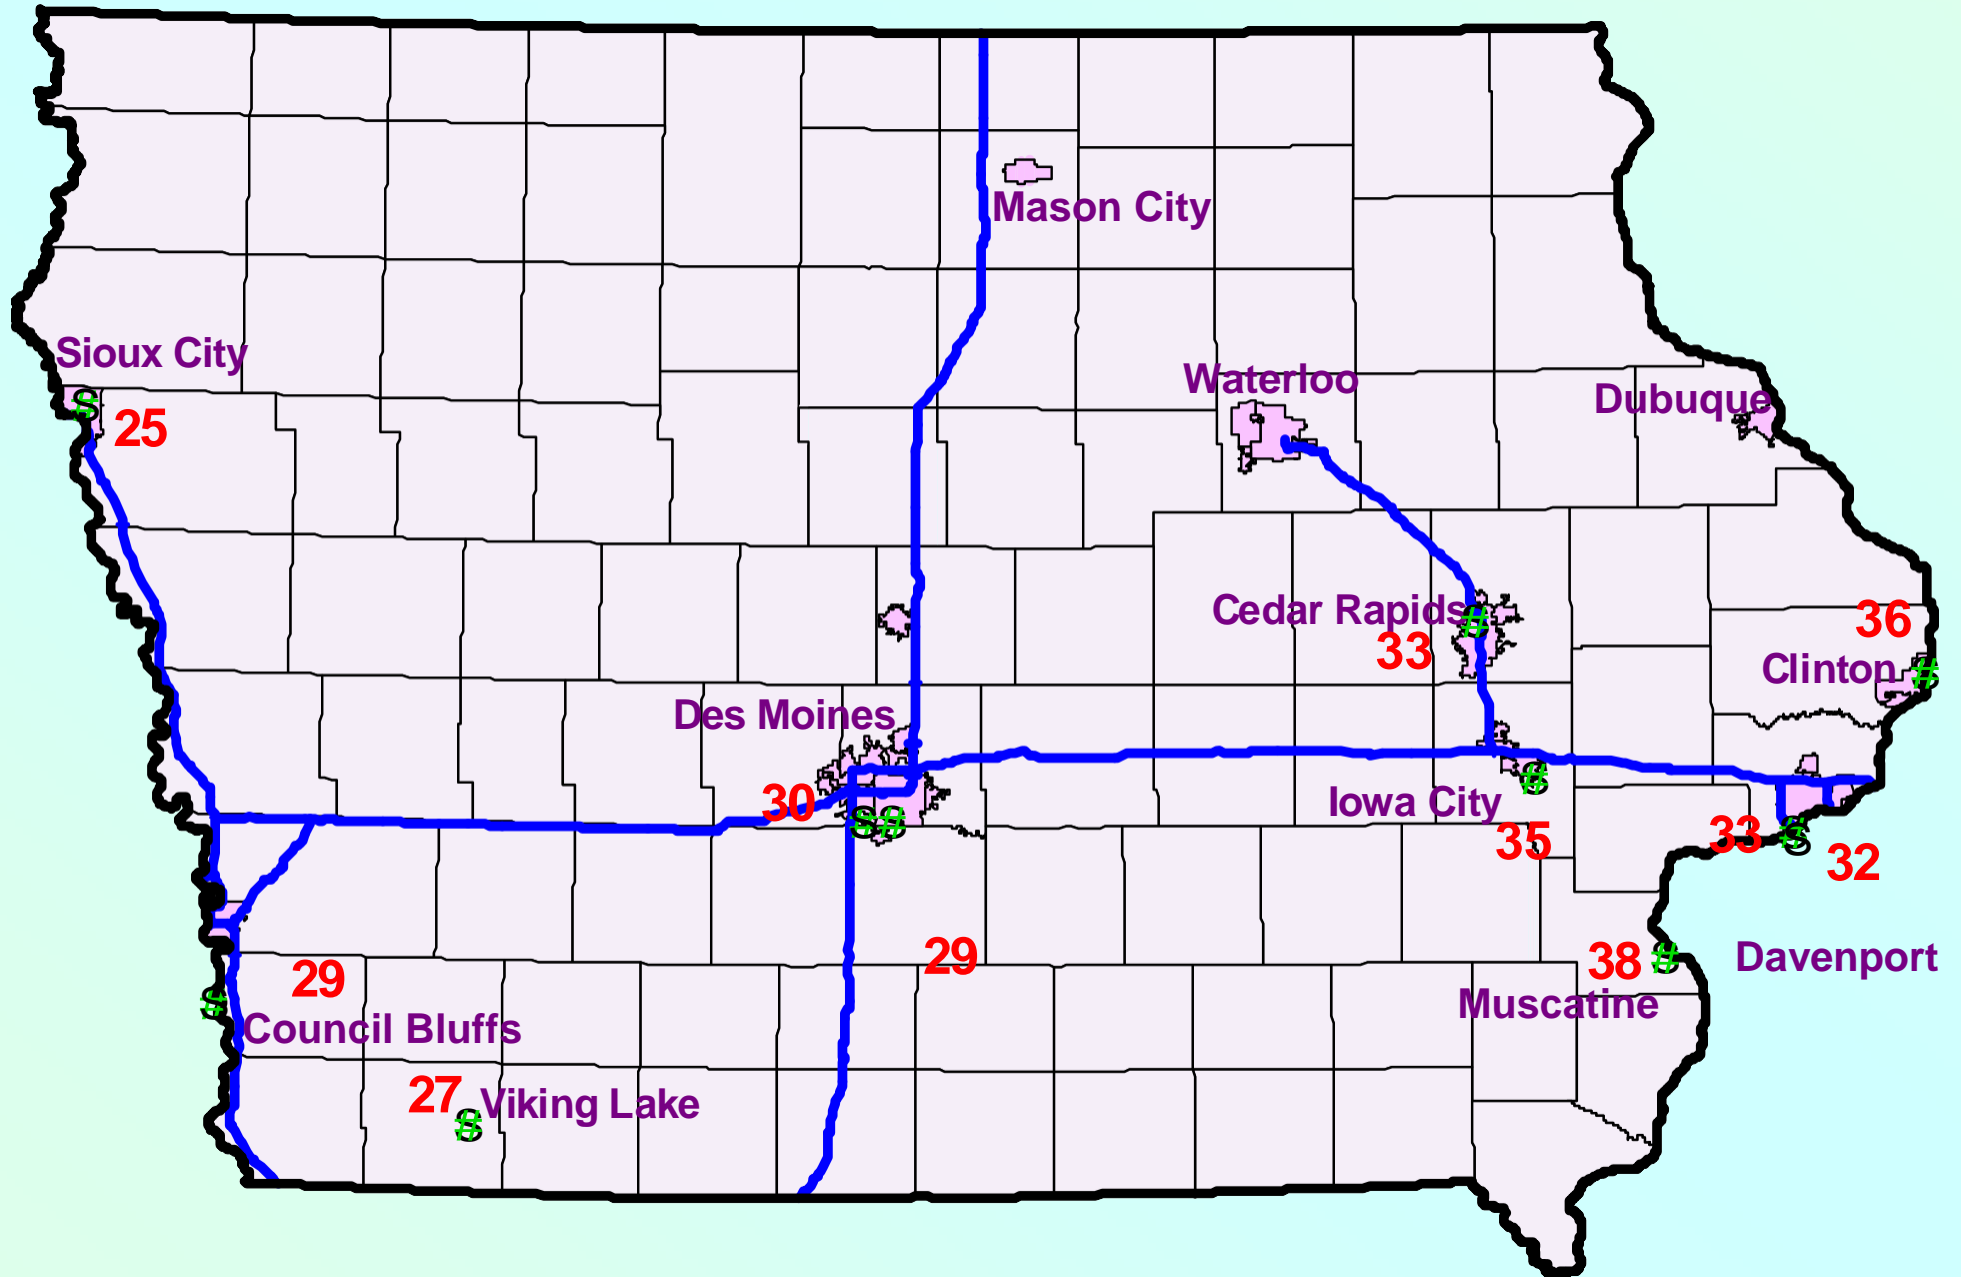 Mason City
Sioux City
25
Waterloo
Dubuque
Cedar Rapids
33
36
Clinton
Des Moines
30
Iowa City
35
33
32
29
38
Davenport
29
Muscatine
Council Bluffs
27
Viking Lake